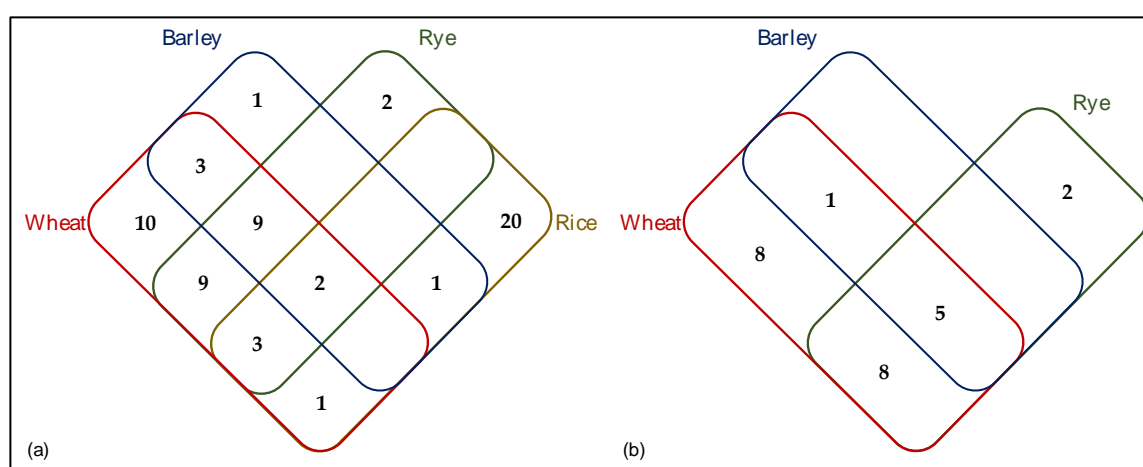 Barley Rye
1 2
3
Wheat 10 9 20 Rice
9 2 1
3
1
(a)
Barley
Rye
2
1
Wheat
8
5
8
(b)